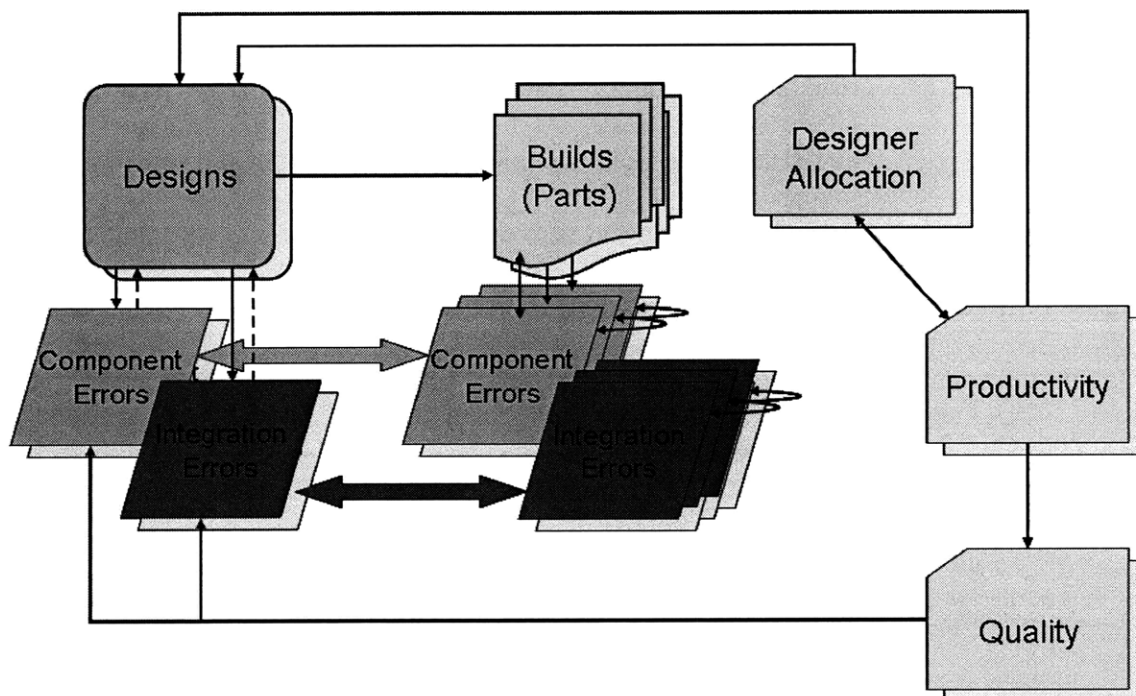 Designs
Builds
(Parts)
Designer
Allocation
Component
Errors
Integration
Errors
Component
Errors
Integration
Errors
Productivity
Quality